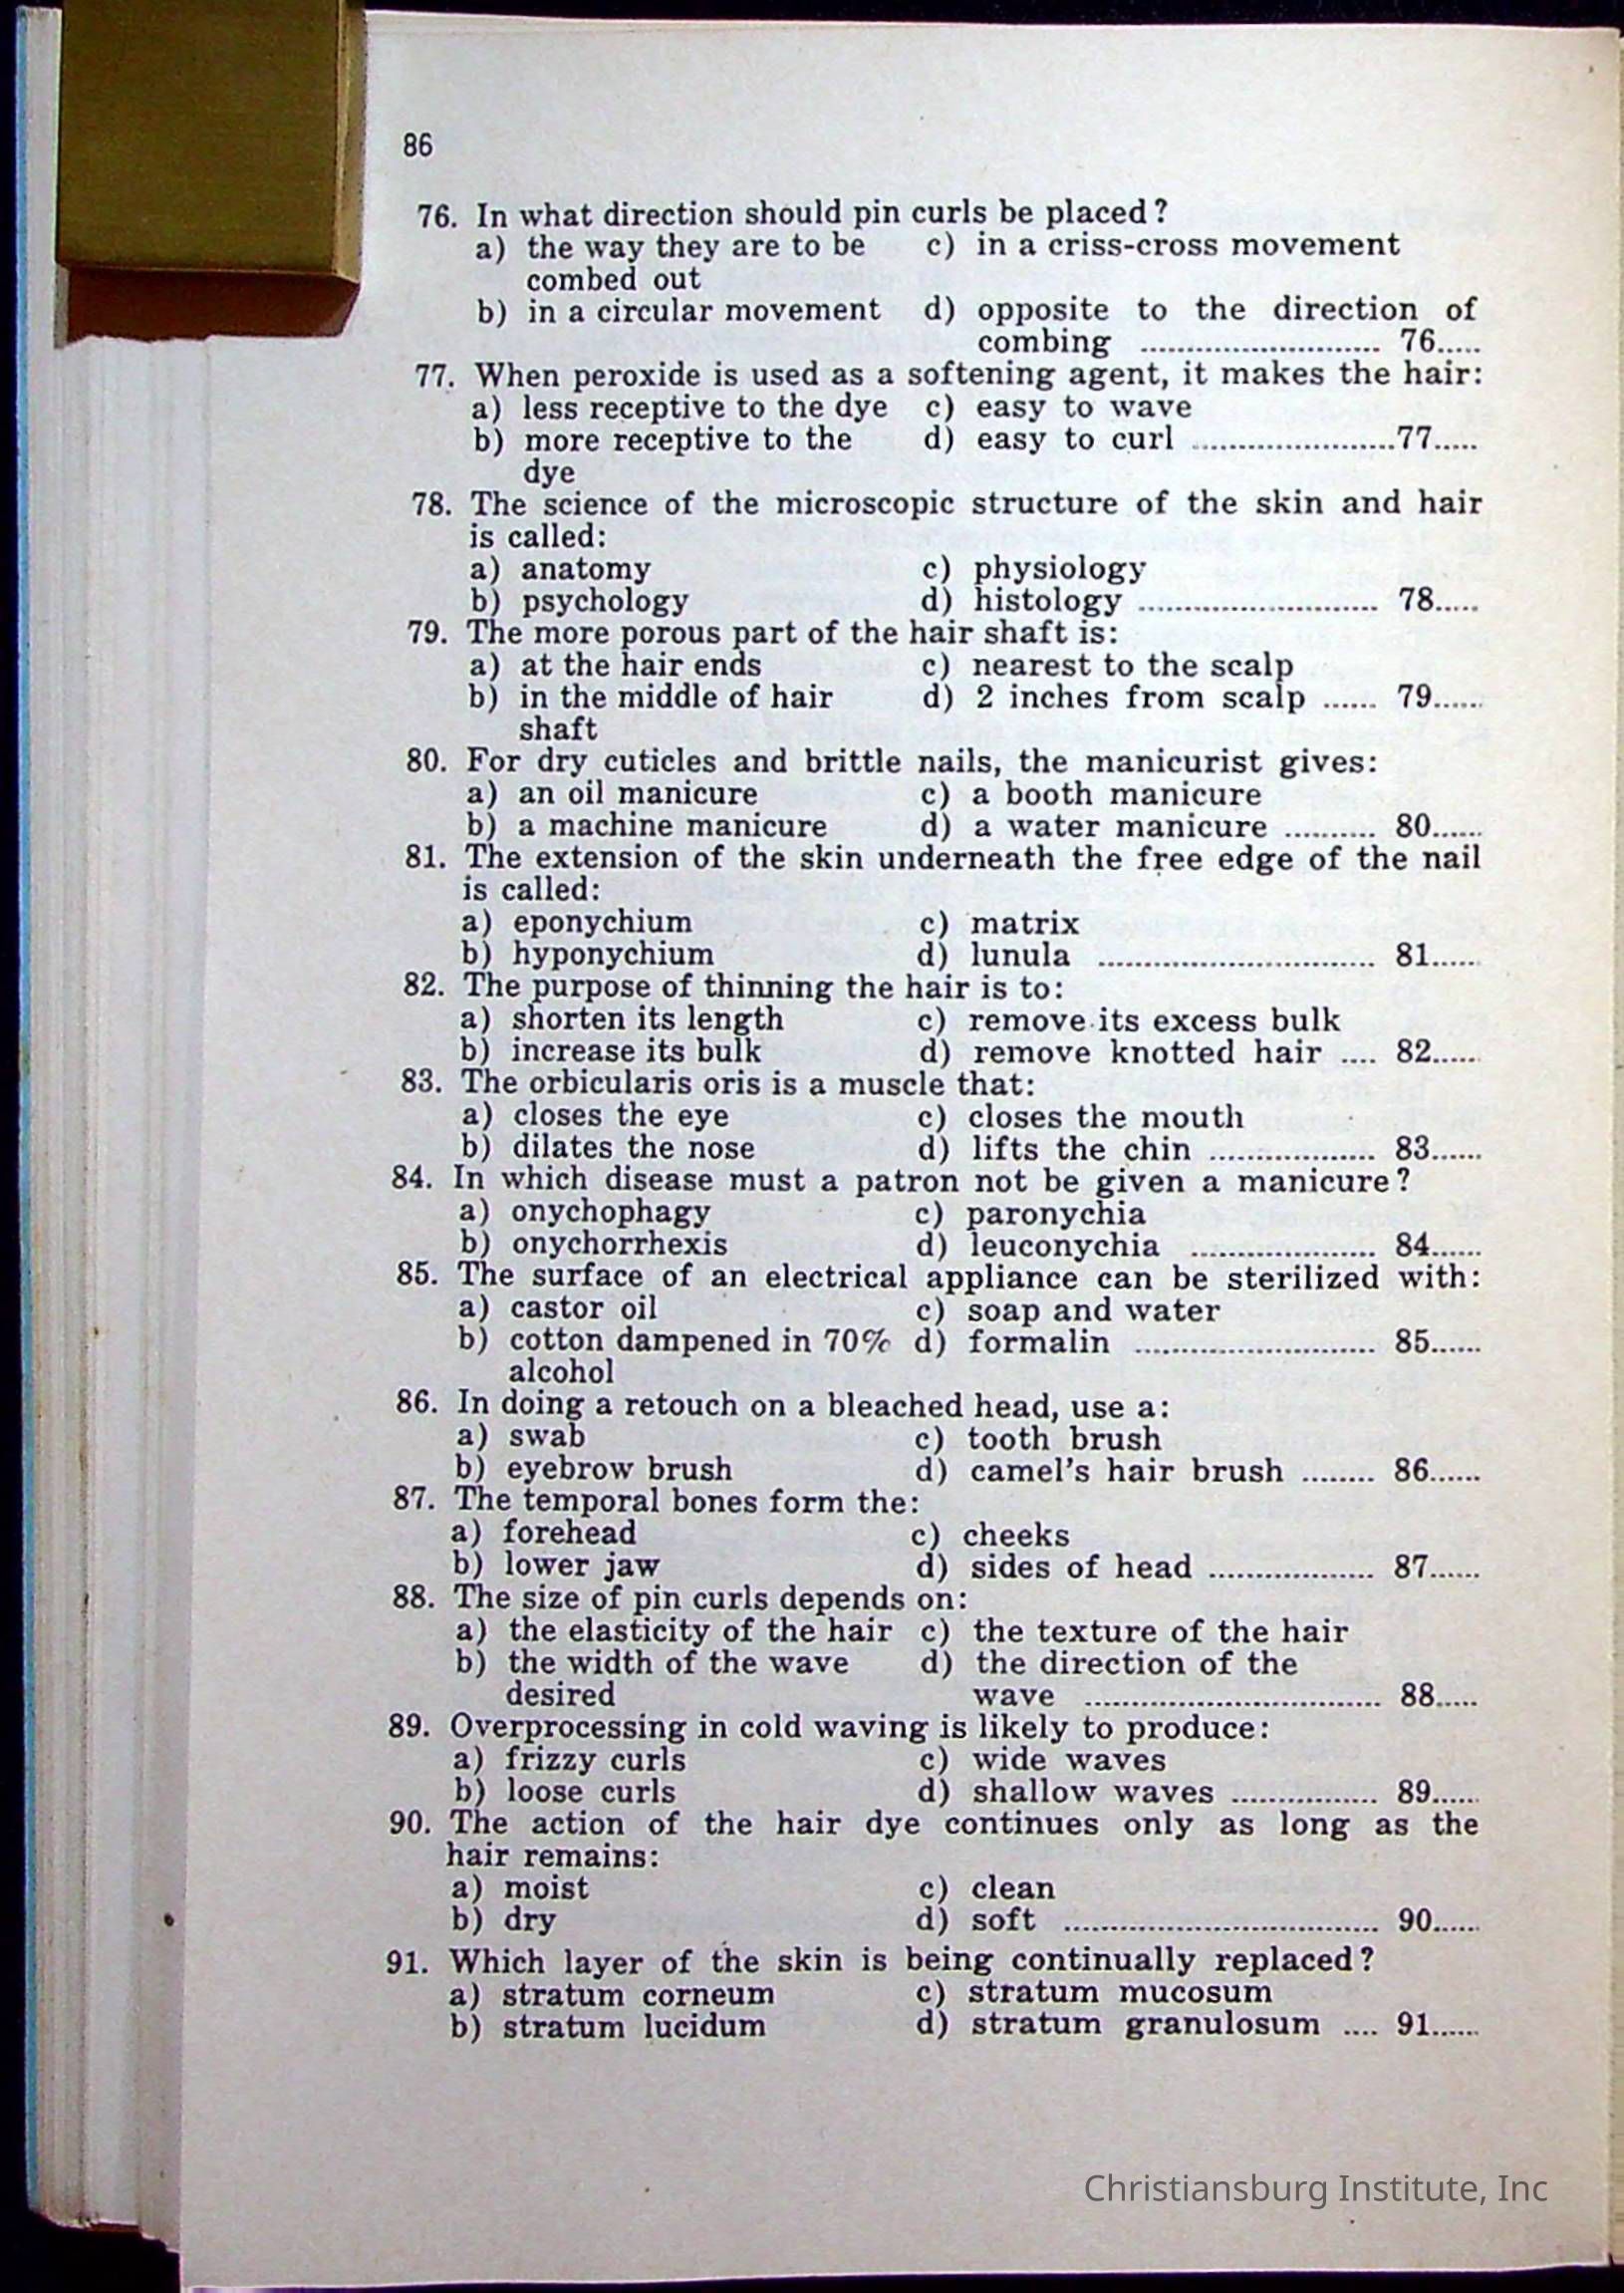 86
76. In what direction should pin curls be placed?
a) the way they are to be c) in a criss-cross movement
combed out
b) in a circular movement d) opposite to the direction of
combing .......................... 76.....
77. When peroxide is used as a softening agent, it makes the hair:
a) less receptive to the dye c) easy to wave
b) more receptive to the d) easy to curl ......................77.....
dye
78. The science of the microscopic structure of the skin and hair
is called:
a) anatomy c) physiology
b) psychology d) histology .......................... 78.....
79. The more porous part of the hair shaft is:
a) at the hair ends c) nearest to the scalp
b) in the middle of hair d) 2 inches from scalp ...... 79......
shaft
80. For dry cuticles and brittle nails, the manicurist gives:
a) an oil manicure c) a booth manicure
b) a machine manicure d) a water manicure .......... 80......
81. The extension of the skin underneath the free edge of the nail
is called:
a) eponychium c) matrix
b) hyponychium d) lunula .............................. 81......
82. The purpose of thinning the hair is to:
a) shorten its length c) remove its excess bulk
b) increase its bulk d) remove knotted hair .... 82......
83. The orbicularis oris is a muscle that:
a) closes the eye c) closes the mouth
b) dilates the nose d) lifts the chin .................. 83......
84. In which disease must a patron not be given a manicure?
a) onychophagy c) paronychia
b) onychorrhexis d) leuconychia .................... 84......
85. The surface of an electrical appliance can be sterilized with:
a) castor oil c) soap and water
b) cotton dampened in 70% d) formalin .......................... 85......
alcohol
86. In doing a retouch on a bleached head, use a:
a) swab c) tooth brush
b) eyebrow brush d) camel's hair brush ........ 86......
87. The temporal bones form the:
a) forehead c) cheeks
b) lower jaw d) sides of head .................. 87......
88. The size of pin curls depends on:
a) the elasticity of the hair c) the texture of the hair
b) the width of the wave d) the direction of the
desired wave ................................ 88.....
89. Overprocessing in cold waving is likely to produce:
a) frizzy curls c) wide waves
b) loose curls d) shallow waves ................ 89......
90. The action of the hair dye continues only as long as the
hair remains:
a) moist c) clean
b) dry d) soft .................................. 90......
91. Which layer of the skin is being continually replaced?
a) stratum corneum c) stratum mucosum
b) stratum lucidum d) stratum granulosum .... 91......
Christiansburg Institute, Inc